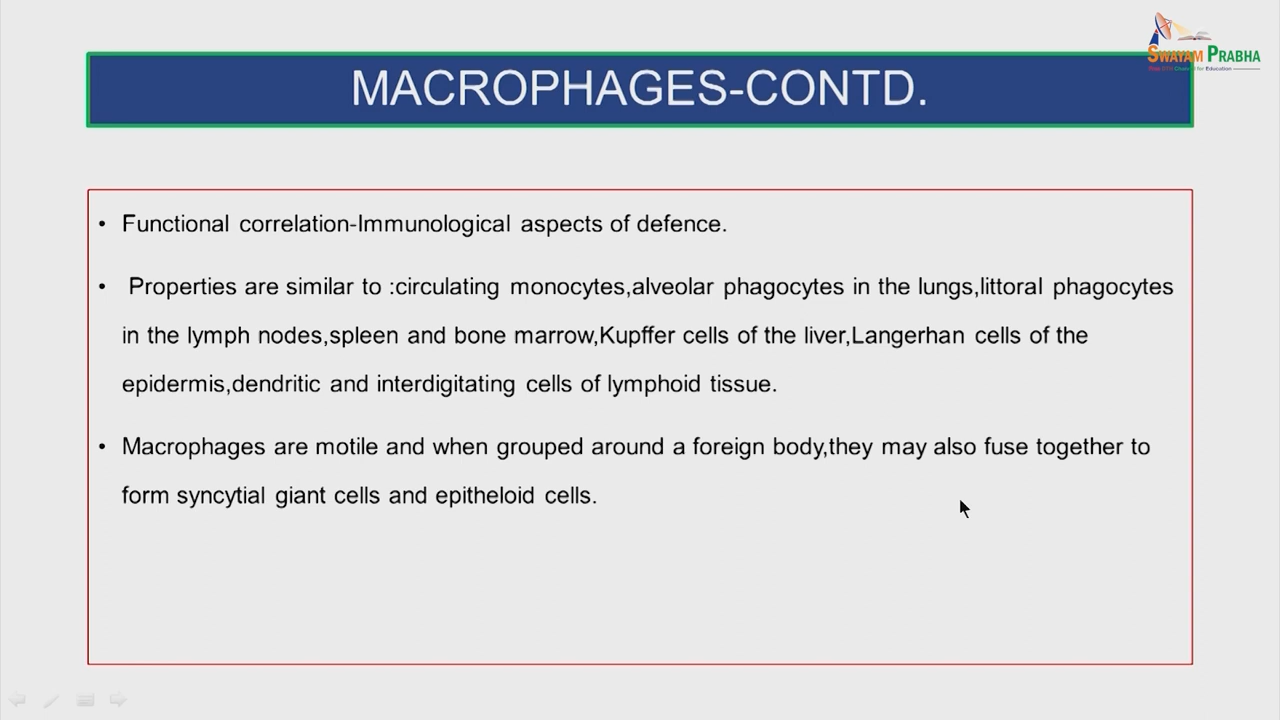 SWAYAM PRABHA
MACROPHAGES-CONTD.
• Functional correlation-Immunological aspects of defence.
• Properties are similar to :circulating monocytes,alveolar phagocytes in the lungs,littoral phagocytes
in the lymph nodes,spleen and bone marrow,Kupffer cells of the liver,Langerhan cells of the
epidermis,dendritic and interdigitating cells of lymphoid tissue.
• Macrophages are motile and when grouped around a foreign body,they may also fuse together to
form syncytial giant cells and epitheloid cells.